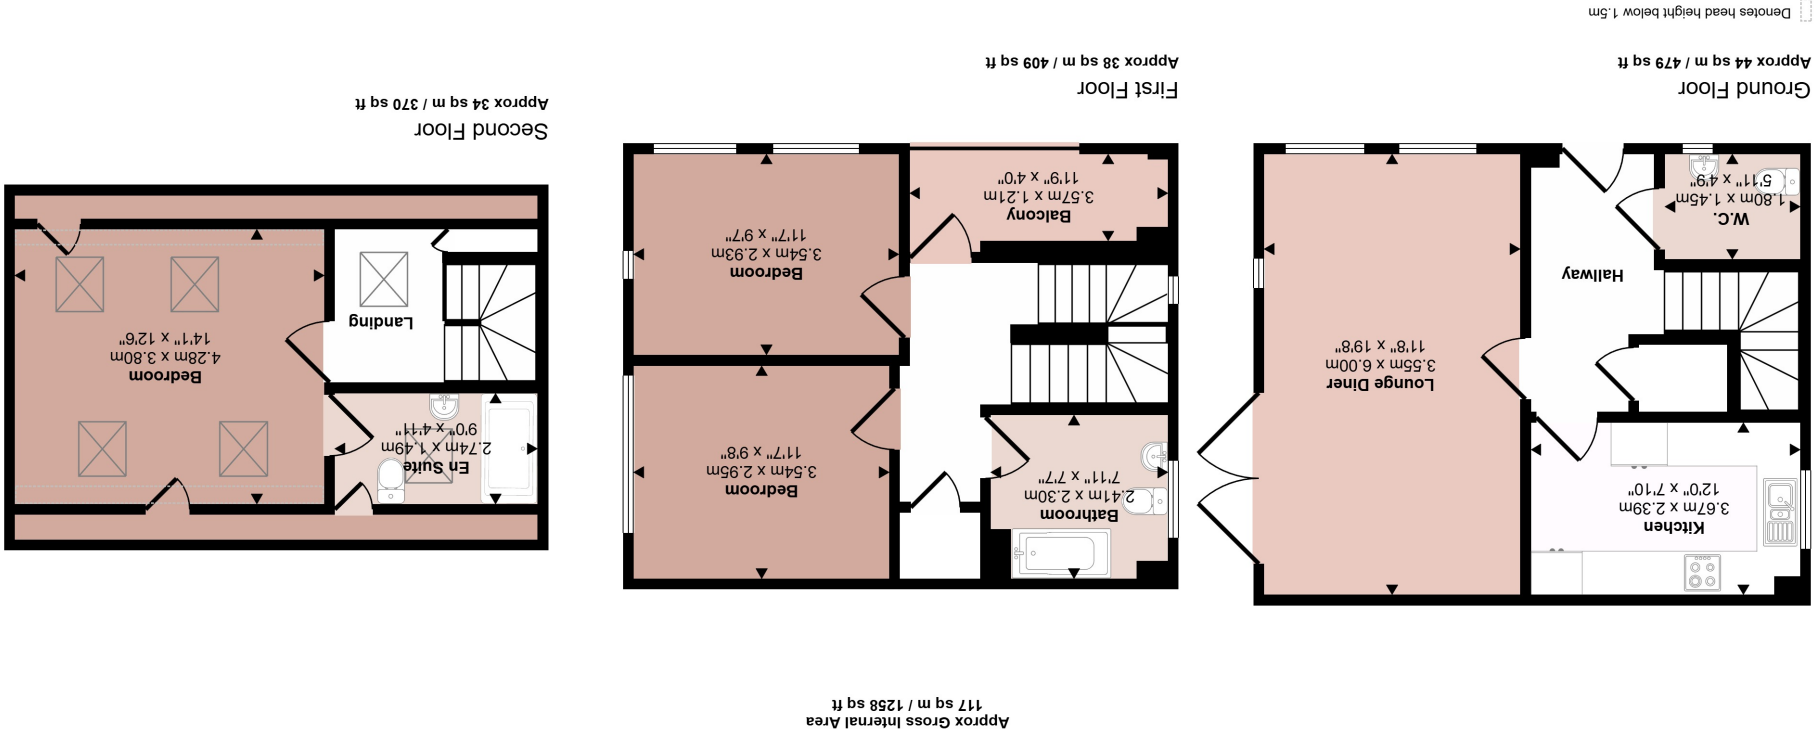 Approx Gross Internal Area
117 sq m / 1258 sq ft
Kitchen
3.67m x 2.39m
12'0" x 7'10"
Lounge Diner
3.55m x 6.00m
11'8" x 19'8"
Hallway
W.C.
1.80m x 1.45m
5'11" x 4'9"
Ground Floor
Approx 44 sq m / 479 sq ft
Denotes head height below 1.5m
Bathroom
2.41m x 2.30m
7'11" x 7'7"
Bedroom
3.54m x 2.95m
11'7" x 9'8"
Bedroom
3.54m x 2.93m
11'7" x 9'7"
Balcony
3.57m x 1.21m
11'9" x 4'0"
First Floor
Approx 38 sq m / 409 sq ft
En Suite
2.74m x 1.49m
9'0" x 4'11"
Bedroom
4.28m x 3.80m
14'1" x 12'6"
Landing
Second Floor
Approx 34 sq m / 370 sq ft